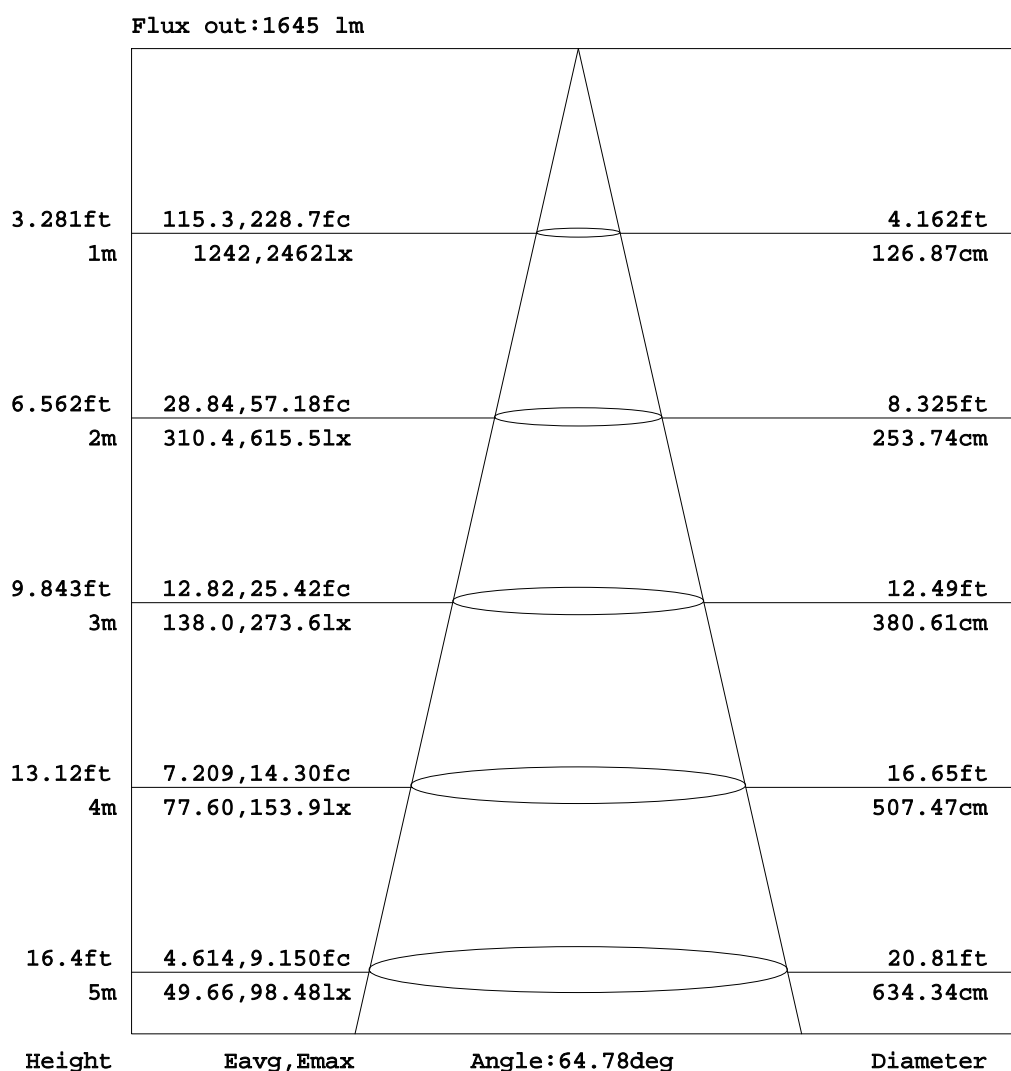 Flux out:1645 lm
3.281ft 115.3,228.7fc 4.162ft
1m 1242,2462lx 126.87cm
6.562ft 28.84,57.18fc 8.325ft
2m 310.4,615.5lx 253.74cm
9.843ft 12.82,25.42fc 12.49ft
3m 138.0,273.6lx 380.61cm
13.12ft 7.209,14.30fc 16.65ft
4m 77.60,153.9lx 507.47cm
16.4ft 4.614,9.150fc 20.81ft
5m 49.66,98.48lx 634.34cm
Height Eavg,Emax Angle:64.78deg Diameter